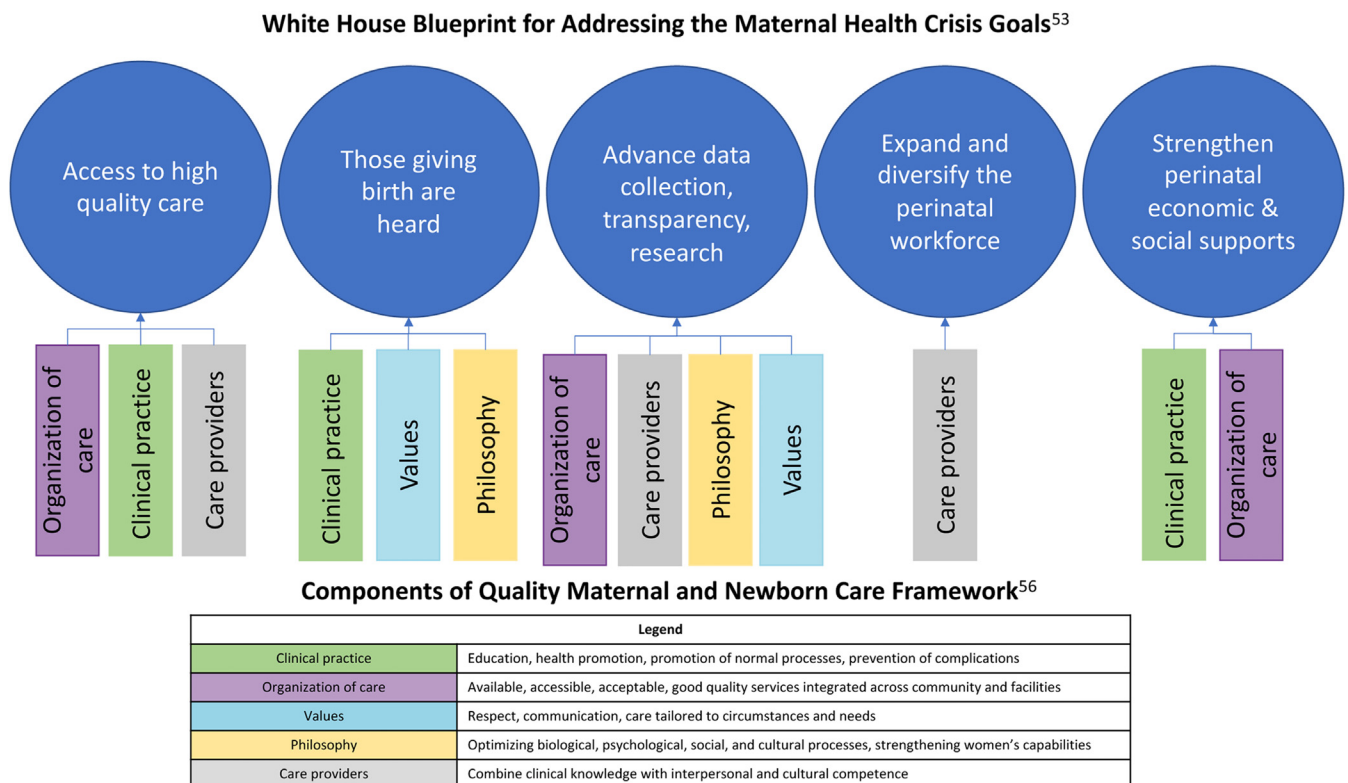 White House Blueprint for Addressing the Maternal Health Crisis Goals53
Access to high
quality care
Those giving
birth are
heard
Advance data
collection,
transparency,
research
Expand and
diversify the
perinatal
workforce
Strengthen
perinatal
economic &
social supports
Organization of
care
Clinical practice
Care providers
Clinical practice
Values
Philosophy
Organization of
care
Care providers
Philosophy
Values
Care providers
Clinical practice
Organization of
care
Components of Quality Maternal and Newborn Care Framework56
Legend
Clinical practice Education, health promotion, promotion of normal processes, prevention of complications
Organization of care Available, accessible, acceptable, good quality services integrated across community and facilities
Values Respect, communication, care tailored to circumstances and needs
Philosophy Optimizing biological, psychological, social, and cultural processes, strengthening women's capabilities
Care providers Combine clinical knowledge with interpersonal and cultural competence